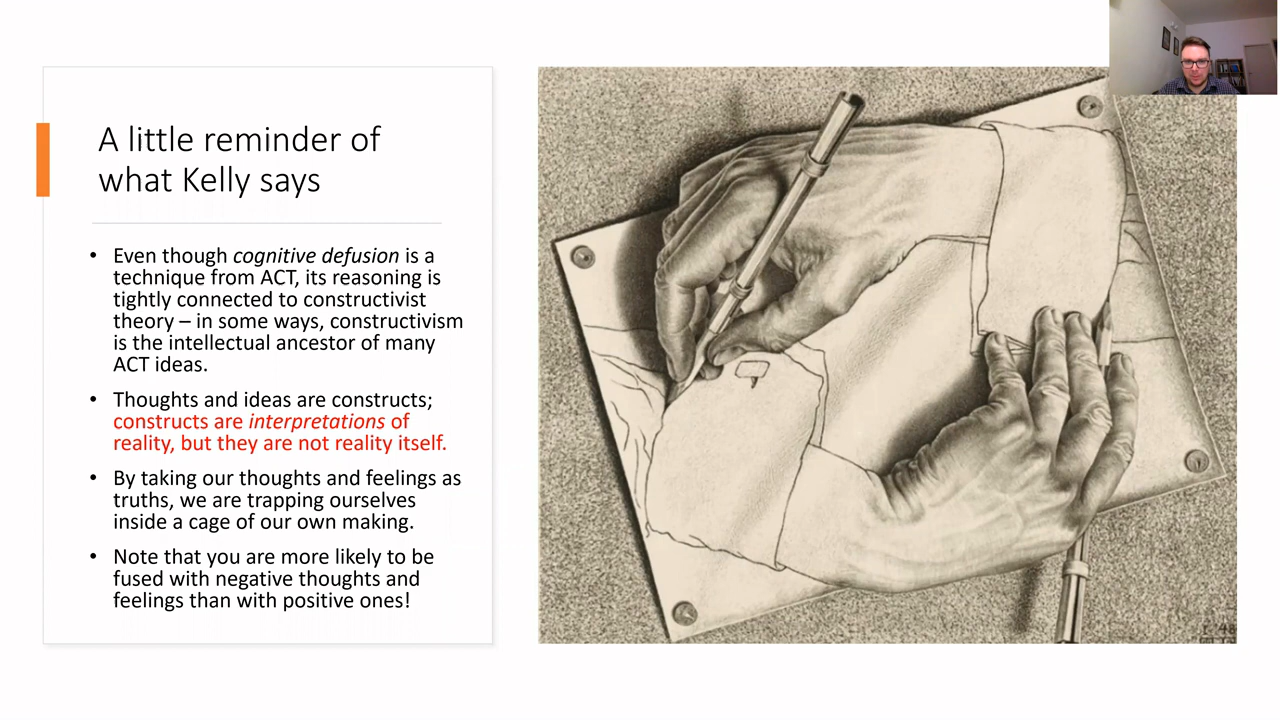 A little reminder of
what Kelly says
• Even though cognitive defusion is a
technique from ACT, its reasoning is
tightly connected to constructivist
theory – in some ways, constructivism
is the intellectual ancestor of many
ACT ideas.
• Thoughts and ideas are constructs;
constructs are interpretations of
reality, but they are not reality itself.
• By taking our thoughts and feelings as
truths, we are trapping ourselves
inside a cage of our own making.
• Note that you are more likely to be
fused with negative thoughts and
feelings than with positive ones!